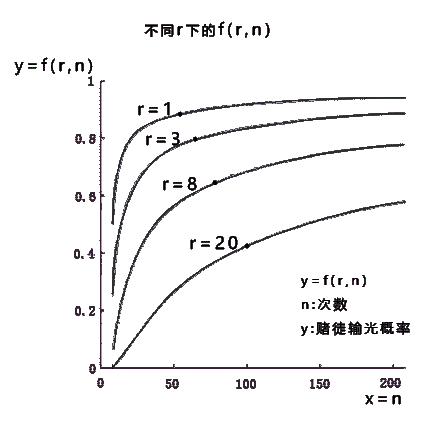 不同r下的f(r,n)
y=f(r,n)
1
r=1
0.8
r=3
0.6
r=8
0.4
r=20
0.2
y=f(r,n)
n:次数
y:赌徒输光概率
0
0 50 100 150 200
x=n